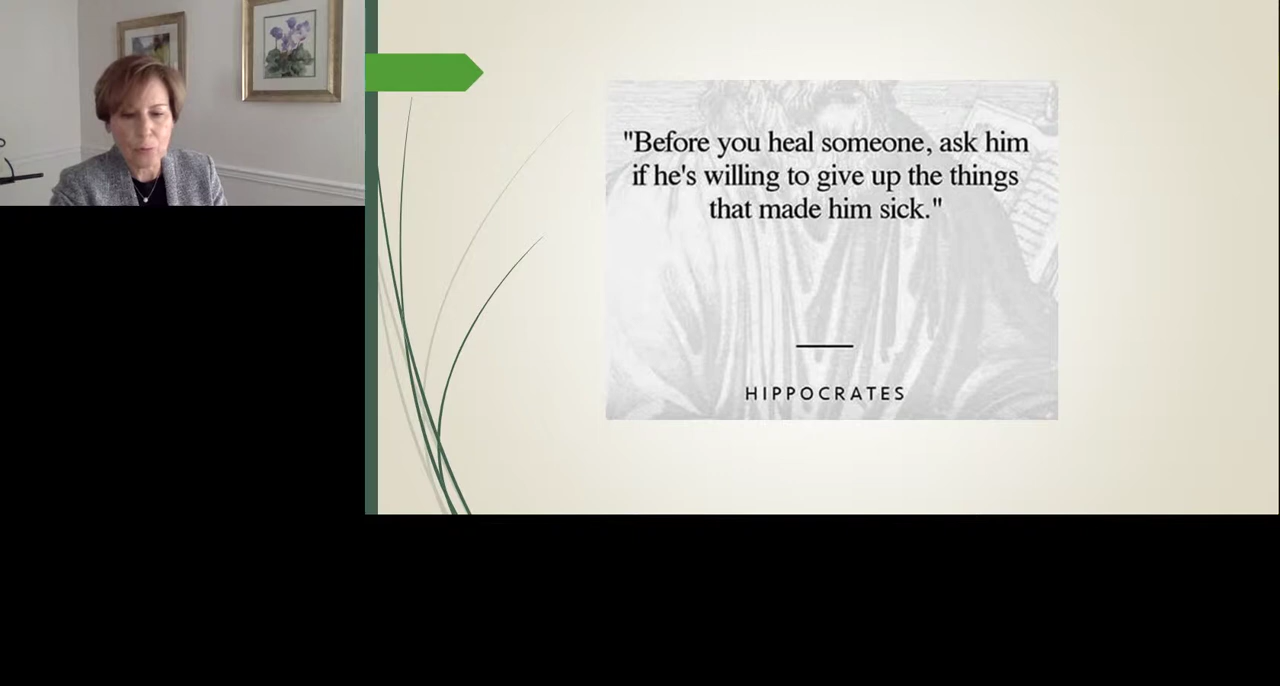 "Before you heal someone, ask him
if he's willing to give up the things
that made him sick."
HIPPOCRATES